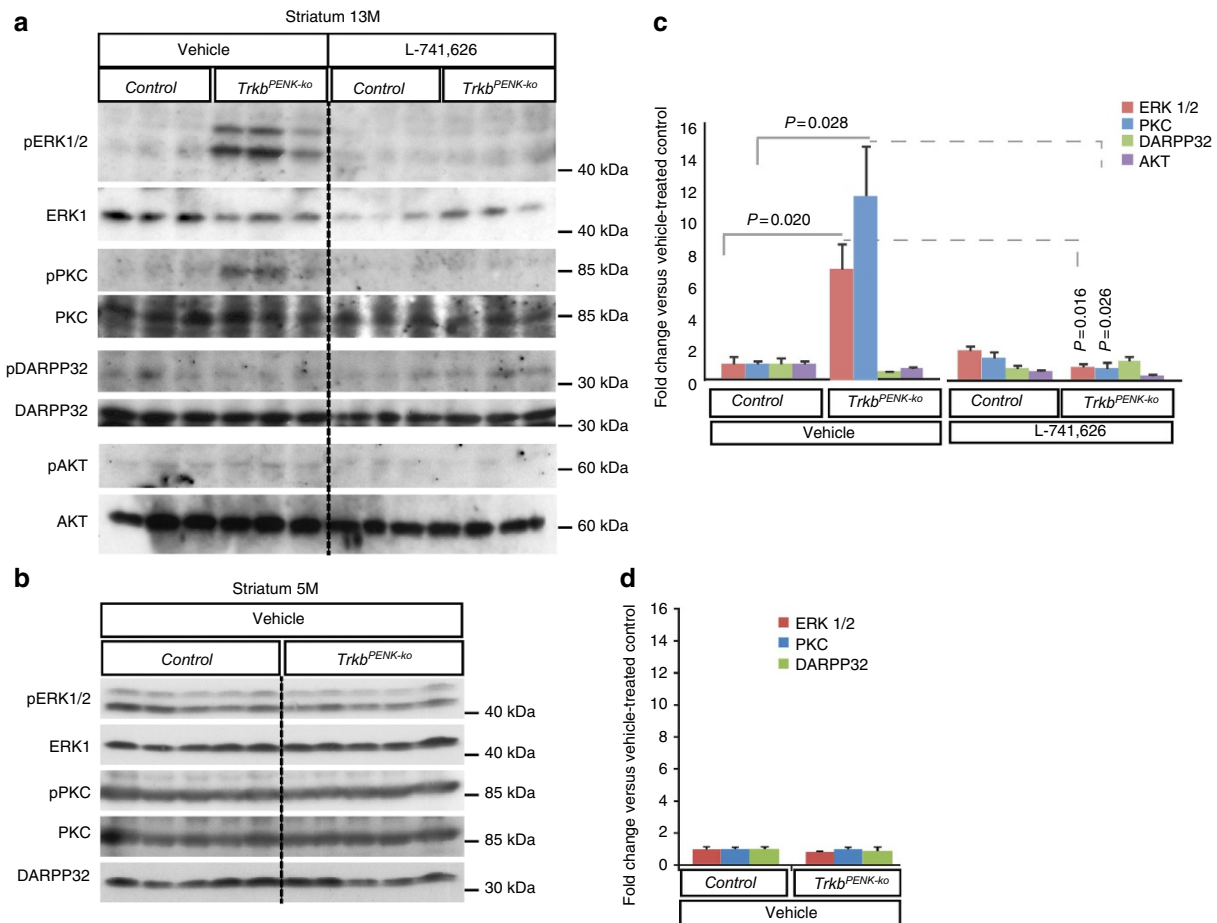 a
Striatum 13M
Vehicle
L-741,626
Control
Trkb^PENK-ko
Control
Trkb^PENK-ko
pERK1/2
40 kDa
ERK1
40 kDa
pPKC
85 kDa
PKC
85 kDa
pDARPP32
30 kDa
DARPP32
30 kDa
pAKT
60 kDa
AKT
60 kDa
b
Striatum 5M
Vehicle
Control
Trkb^PENK-ko
pERK1/2
40 kDa
ERK1
40 kDa
pPKC
85 kDa
PKC
85 kDa
DARPP32
30 kDa
c
Fold change versus vehicle-treated control
16
14
12
10
8
6
4
2
0
P=0.028
P=0.020
P=0.016
P=0.026
ERK 1/2
PKC
DARPP32
AKT
Control
Trkb^PENK-ko
Control
Trkb^PENK-ko
Vehicle
L-741,626
d
Fold change versus vehicle-treated control
16
14
12
10
8
6
4
2
0
ERK 1/2
PKC
DARPP32
Control
Trkb^PENK-ko
Vehicle